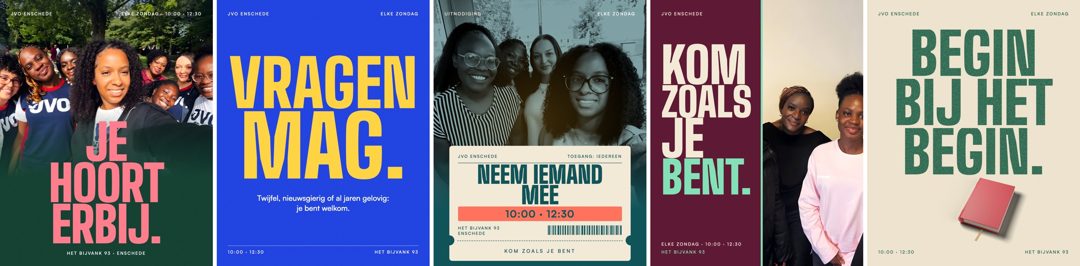 JVO ENSCHEDE
ELKE ZONDAG · 10:00 - 12:30
JVO
JE
HOORT
ERBIJ.
HET BIJVANK 93 · ENSCHEDE
JVO ENSCHEDE
ELKE ZONDAG
VRAGEN
MAG.
Twijfel, nieuwsgierig of al jaren gelovig:
je bent welkom.
10:00 - 12:30
HET BIJVANK 93
UITNODIGING
ELKE ZONDAG
JVO ENSCHEDE
TOEGANG: IEDEREEN
NEEM IEMAND
MEE
10:00 - 12:30
HET BIJVANK 93
ENSCHEDE
KOM ZOALS JE BENT
JVO ENSCHEDE
KOM
ZOALS
JE
BENT.
ELKE ZONDAG · 10:00 - 12:30
HET BIJVANK 93
JVO ENSCHEDE
ELKE ZONDAG
BEGIN
BIJ HET
BEGIN.
10:00 - 12:30
HET BIJVANK 93